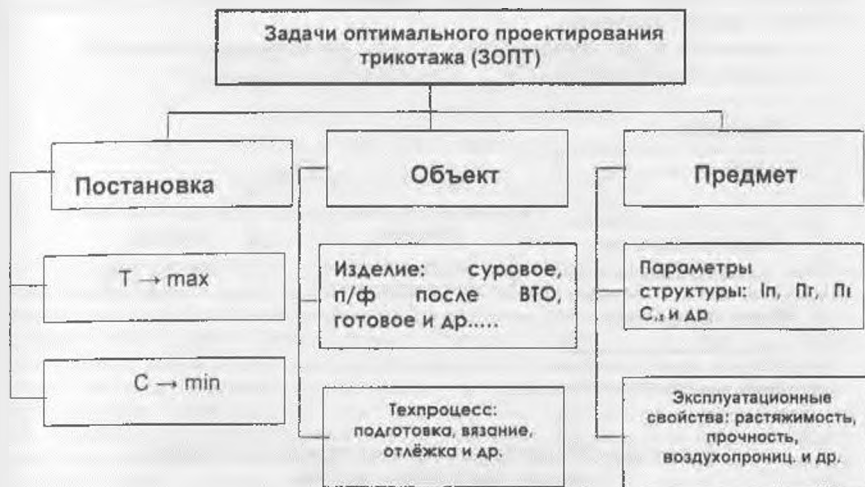 Задачи оптимального проектирования
трикотажа (ЗОПТ)
Постановка
Объект
Предмет
T → max
C → min
Изделие: суровое,
п/ф после ВТО,
готовое и др.....
Техпроцесс:
подготовка, вязание,
отлёжка и др.
Параметры
структуры: lп, Пг,
и др
Эксплуатационные
свойства: растяжимость,
прочность,
воздухопрониц. и др.